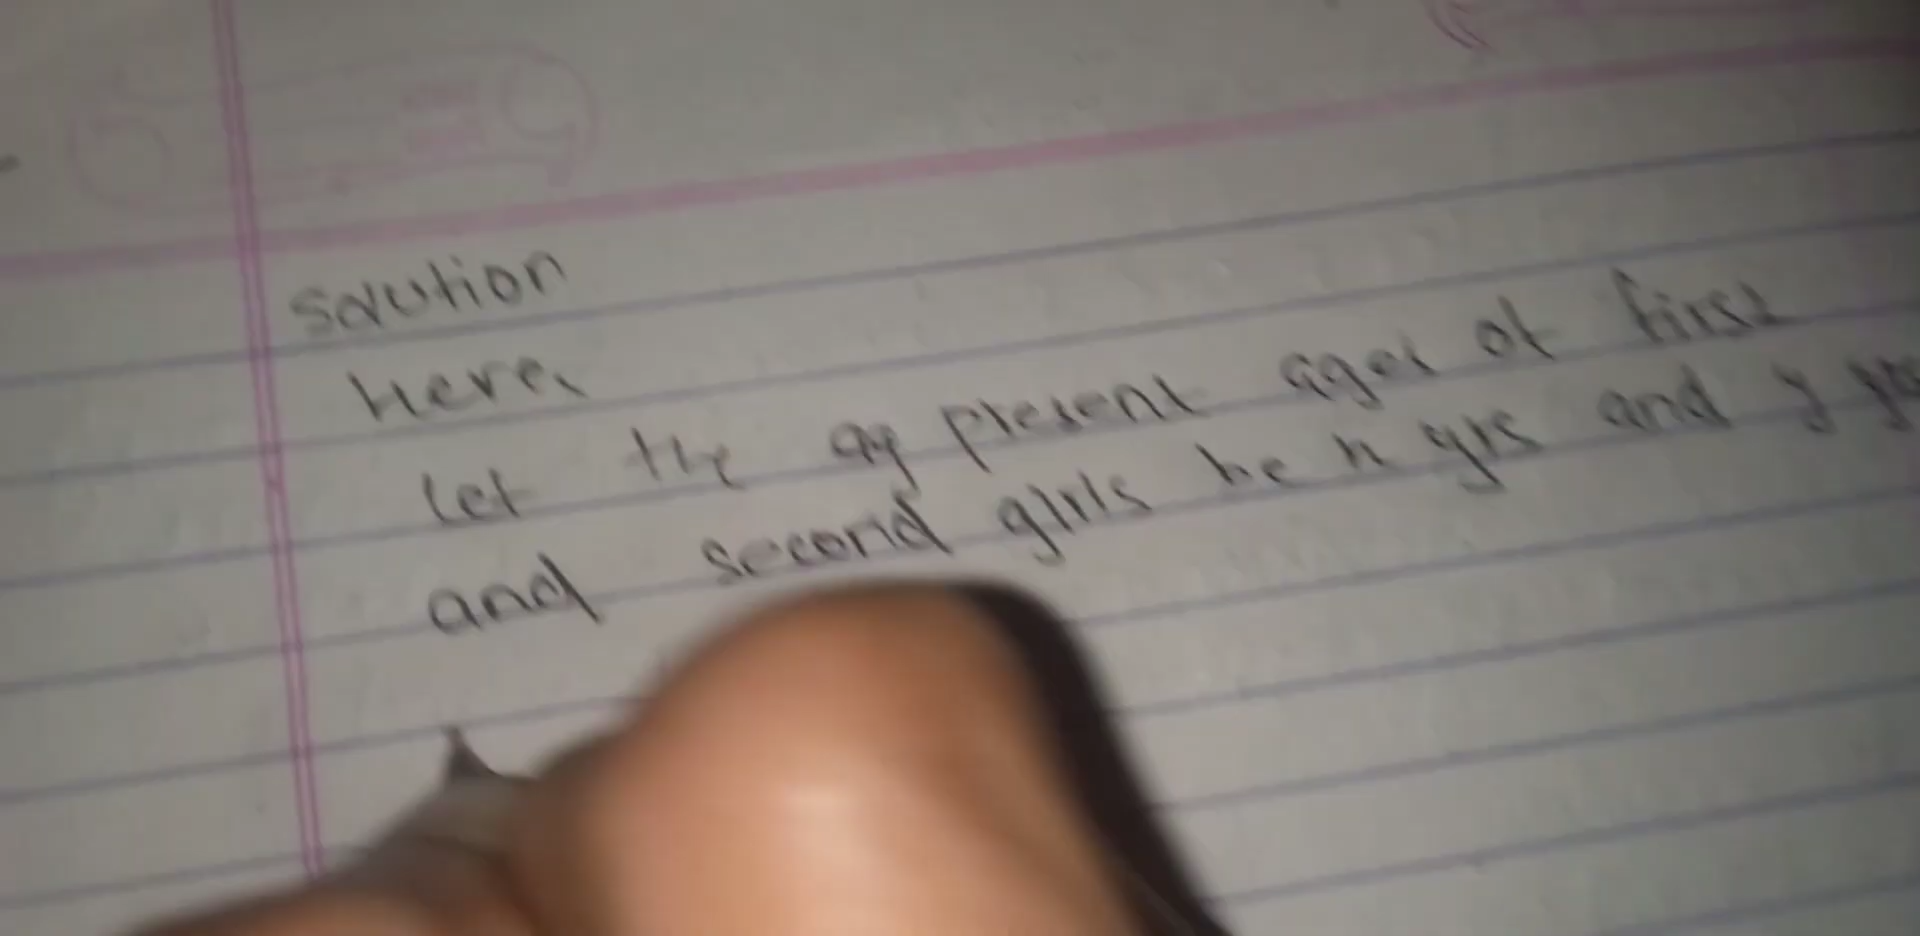 Solution
here,
let the ag present ages of first
and second girls be x yrs and y